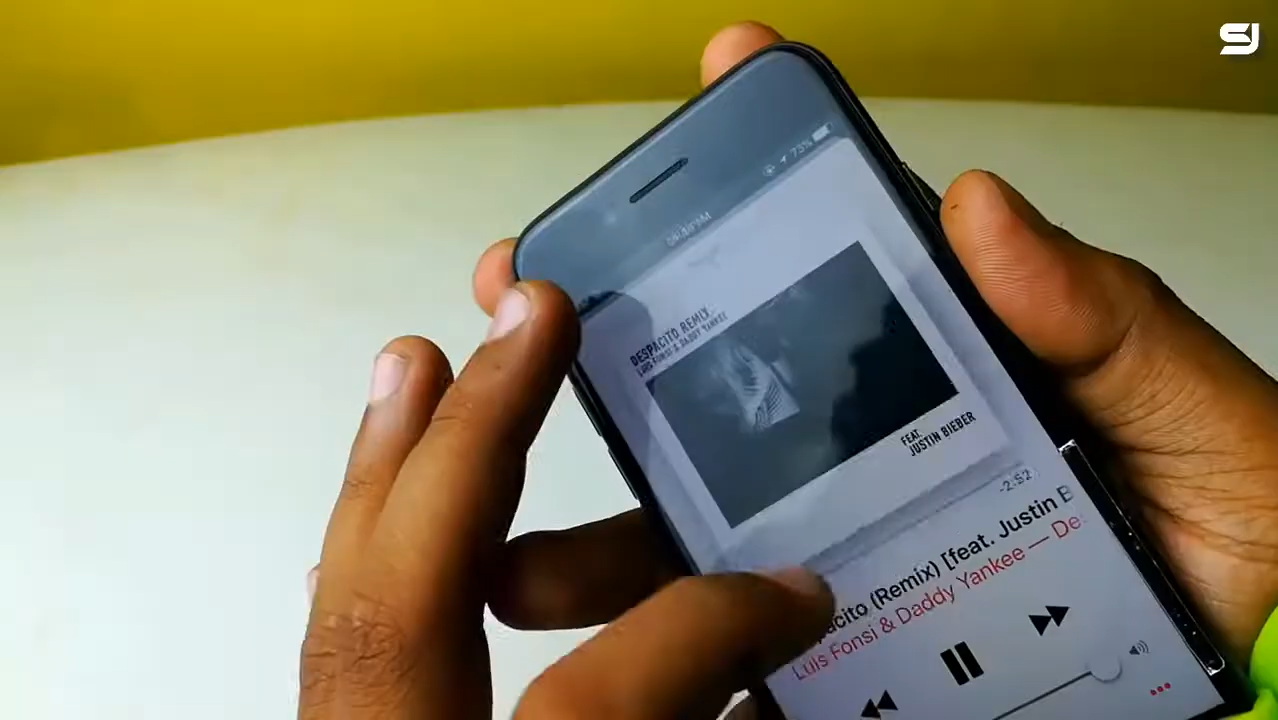 SJ
73%
DESPACITO REMIX
LUIS FONSI & DADDY YANKEE
FEAT.
JUSTIN BIEBER
-2:52
pacito (Remix) [feat. Justin B
Luis Fonsi & Daddy Yankee — De